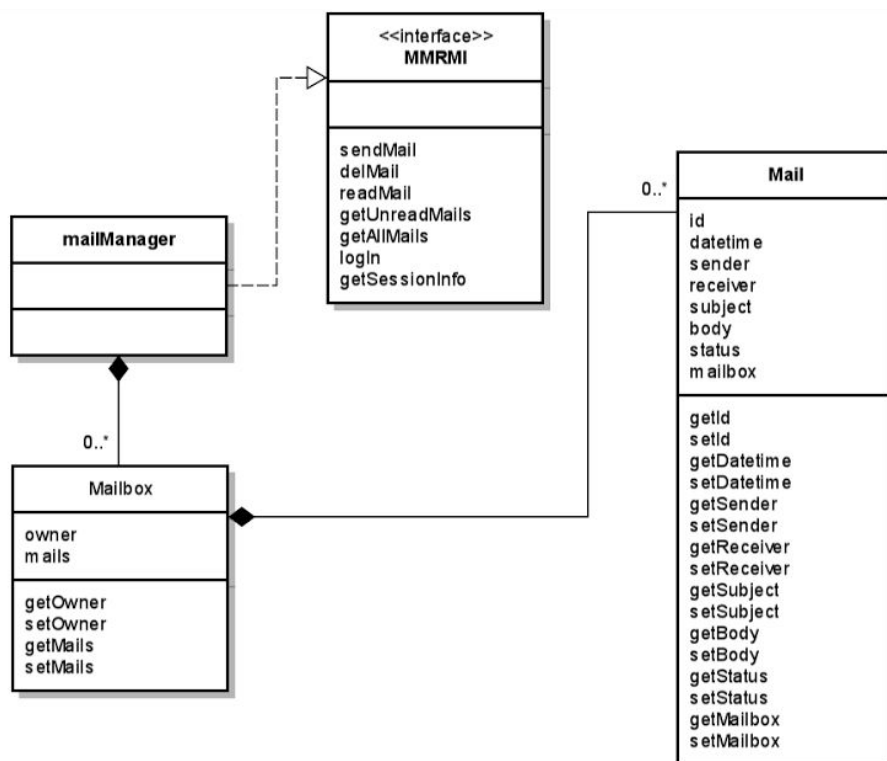 <<interface>>
MMRMI
sendMail
delMail
readMail
getUnreadMails
getAllMails
logIn
getSessionInfo
mailManager
0..*
Mailbox
owner
mails
getOwner
setOwner
getMails
setMails
0..*
Mail
id
datetime
sender
receiver
subject
body
status
mailbox
getId
setId
getDatetime
setDatetime
getSender
setSender
getReceiver
setReceiver
getSubject
setSubject
getBody
setBody
getStatus
setStatus
getMailbox
setMailbox